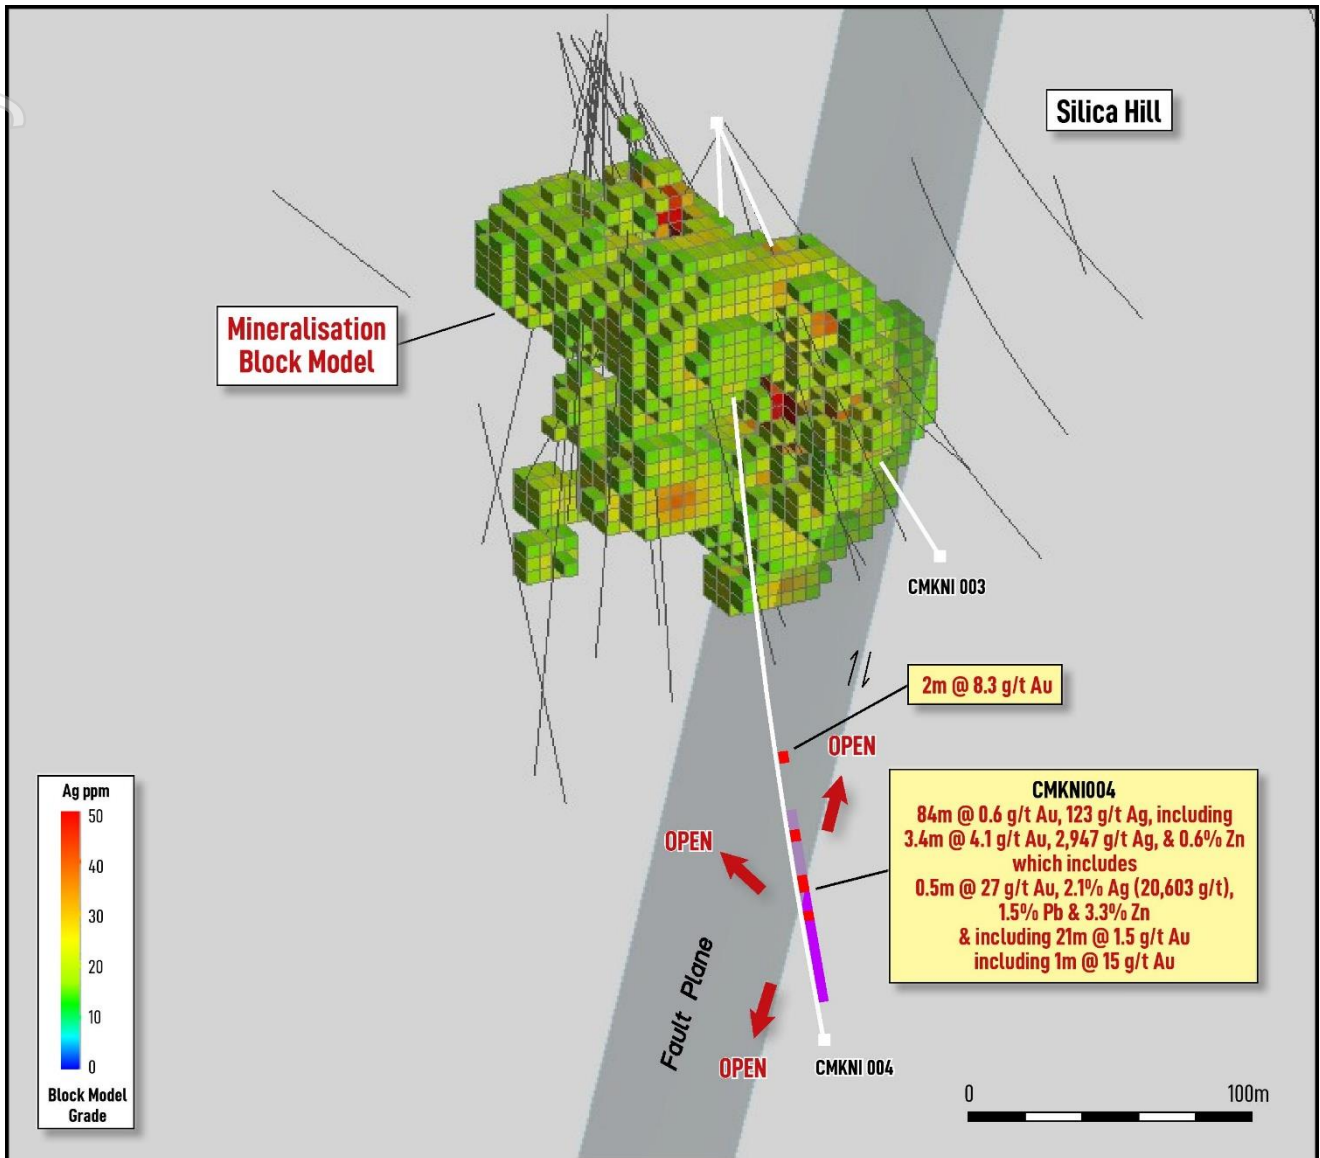 Silica Hill
Mineralisation
Block Model
CMKNI 003
2m @ 8.3 g/t Au
OPEN
OPEN
OPEN
CMKNI004
84m @ 0.6 g/t Au, 123 g/t Ag, including
3.4m @ 4.1 g/t Au, 2,947 g/t Ag, & 0.6% Zn
which includes
0.5m @ 27 g/t Au, 2.1% Ag (20,603 g/t),
1.5% Pb & 3.3% Zn
& including 21m @ 1.5 g/t Au
including 1m @ 15 g/t Au
Fault Plane
CMKNI 004
Ag ppm
50
40
30
20
10
0
Block Model
Grade
0 100m